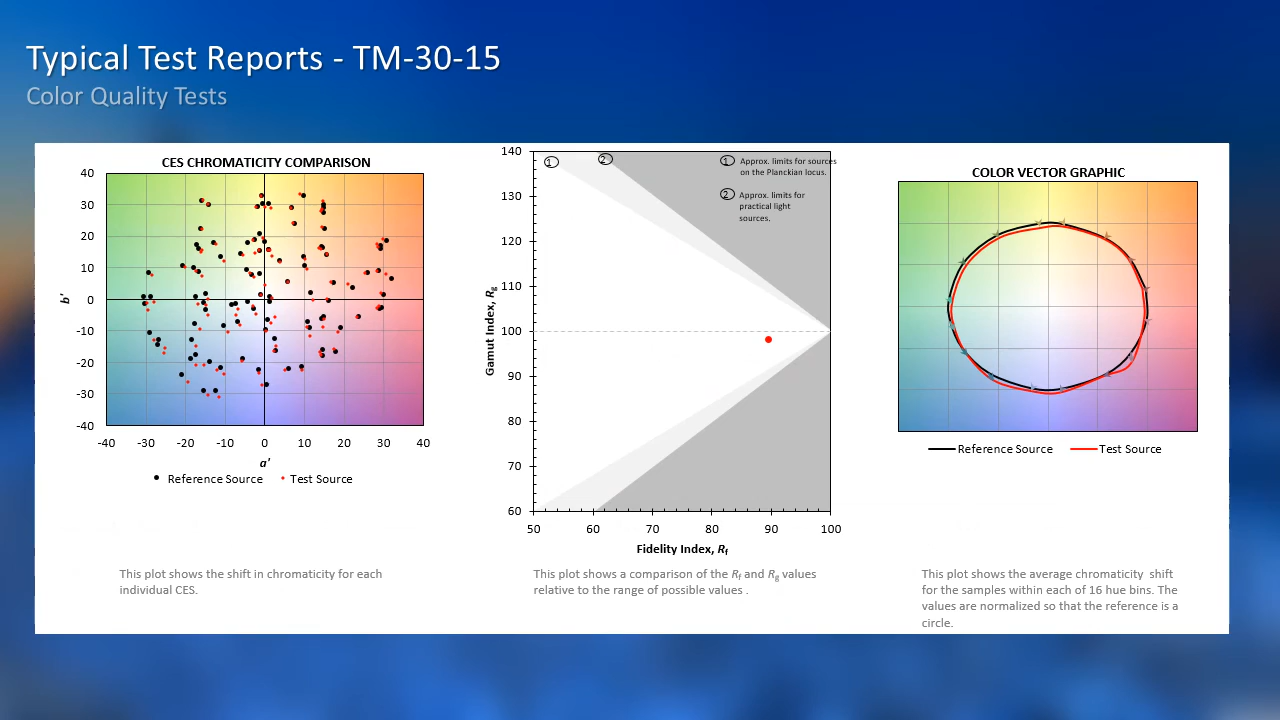 Typical Test Reports - TM-30-15
Color Quality Tests
CES CHROMATICITY COMPARISON
40
30
20
10
0
-10
-20
-30
-40
b'
-40 -30 -20 -10 0 10 20 30 40
a'
Reference Source Test Source
This plot shows the shift in chromaticity for each
individual CES.
140
130
120
110
100
90
80
70
60
Gamut Index, Rg
1
2
1 Approx. limits for sources
on the Planckian locus.
2 Approx. limits for
practical light
sources.
50 60 70 80 90 100
Fidelity Index, Rf
This plot shows a comparison of the Rf and Rg values
relative to the range of possible values .
COLOR VECTOR GRAPHIC
Reference Source Test Source
This plot shows the average chromaticity  shift
for the samples within each of 16 hue bins. The
values are normalized so that the reference is a
circle.